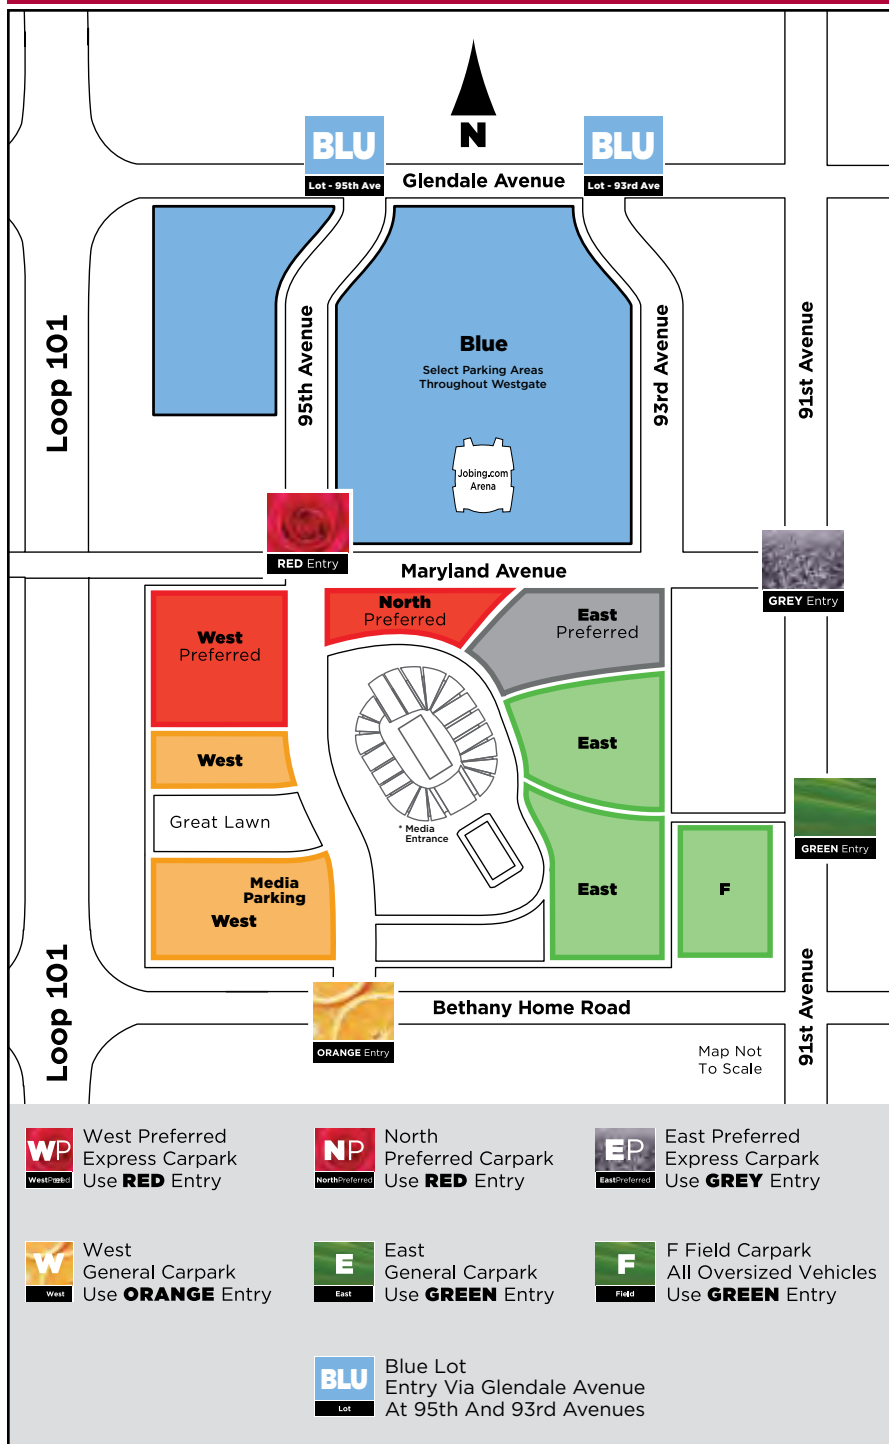 N
BLU
Lot - 95th Ave
BLU
Lot - 93rd Ave
Glendale Avenue
Loop 101
95th Avenue
Blue
Select Parking Areas
Throughout Westgate
Jobing.com
Arena
93rd Avenue
91st Avenue
RED Entry
Maryland Avenue
GREY Entry
West
Preferred
North
Preferred
East
Preferred
West
East
Great Lawn
* Media
Entrance
GREEN Entry
Media
Parking
West
East
F
Loop 101
91st Avenue
Bethany Home Road
ORANGE Entry
Map Not
To Scale
WP
West Preferred
Express Carpark
Use RED Entry
NP
NorthPreferred
North
Preferred Carpark
Use RED Entry
EP
EastPreferred
East Preferred
Express Carpark
Use GREY Entry
W
West
West
General Carpark
Use ORANGE Entry
E
East
East
General Carpark
Use GREEN Entry
F
Field
F Field Carpark
All Oversized Vehicles
Use GREEN Entry
BLU
Lot
Blue Lot
Entry Via Glendale Avenue
At 95th And 93rd Avenues